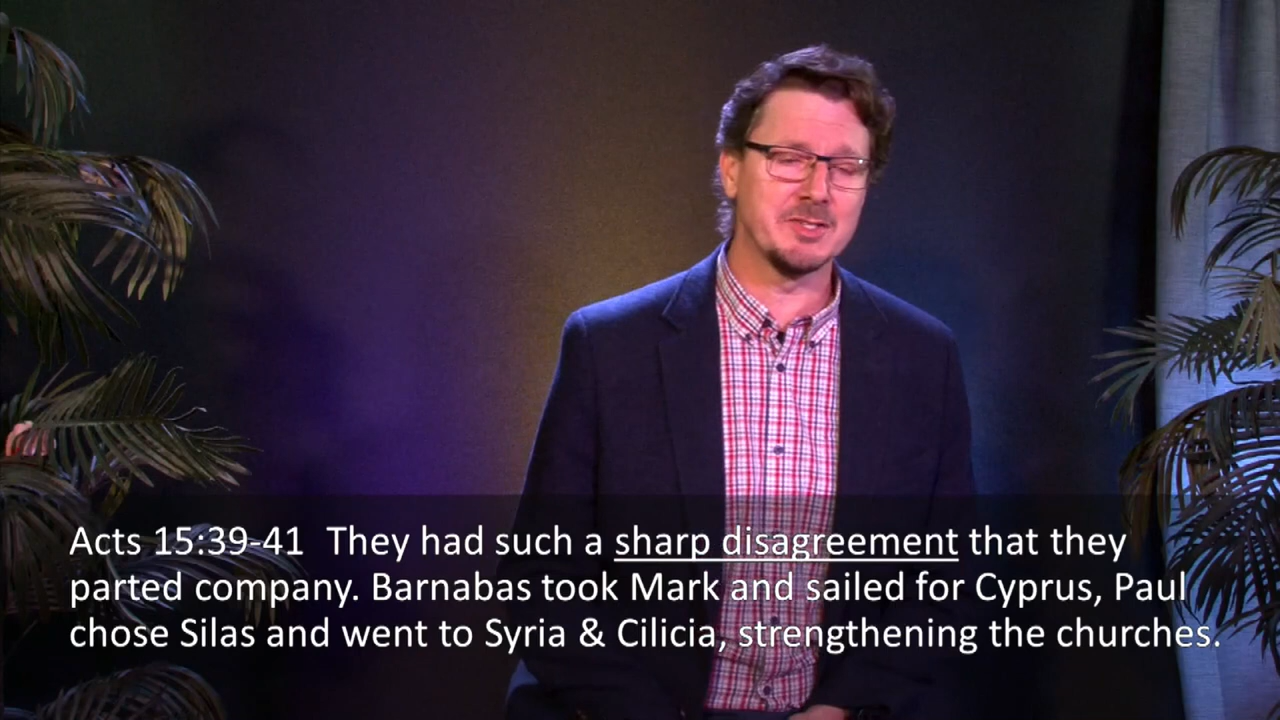 Acts 15:39-41  They had such a sharp disagreement that they
parted company. Barnabas took Mark and sailed for Cyprus, Paul
chose Silas and went to Syria & Cilicia, strengthening the churches.